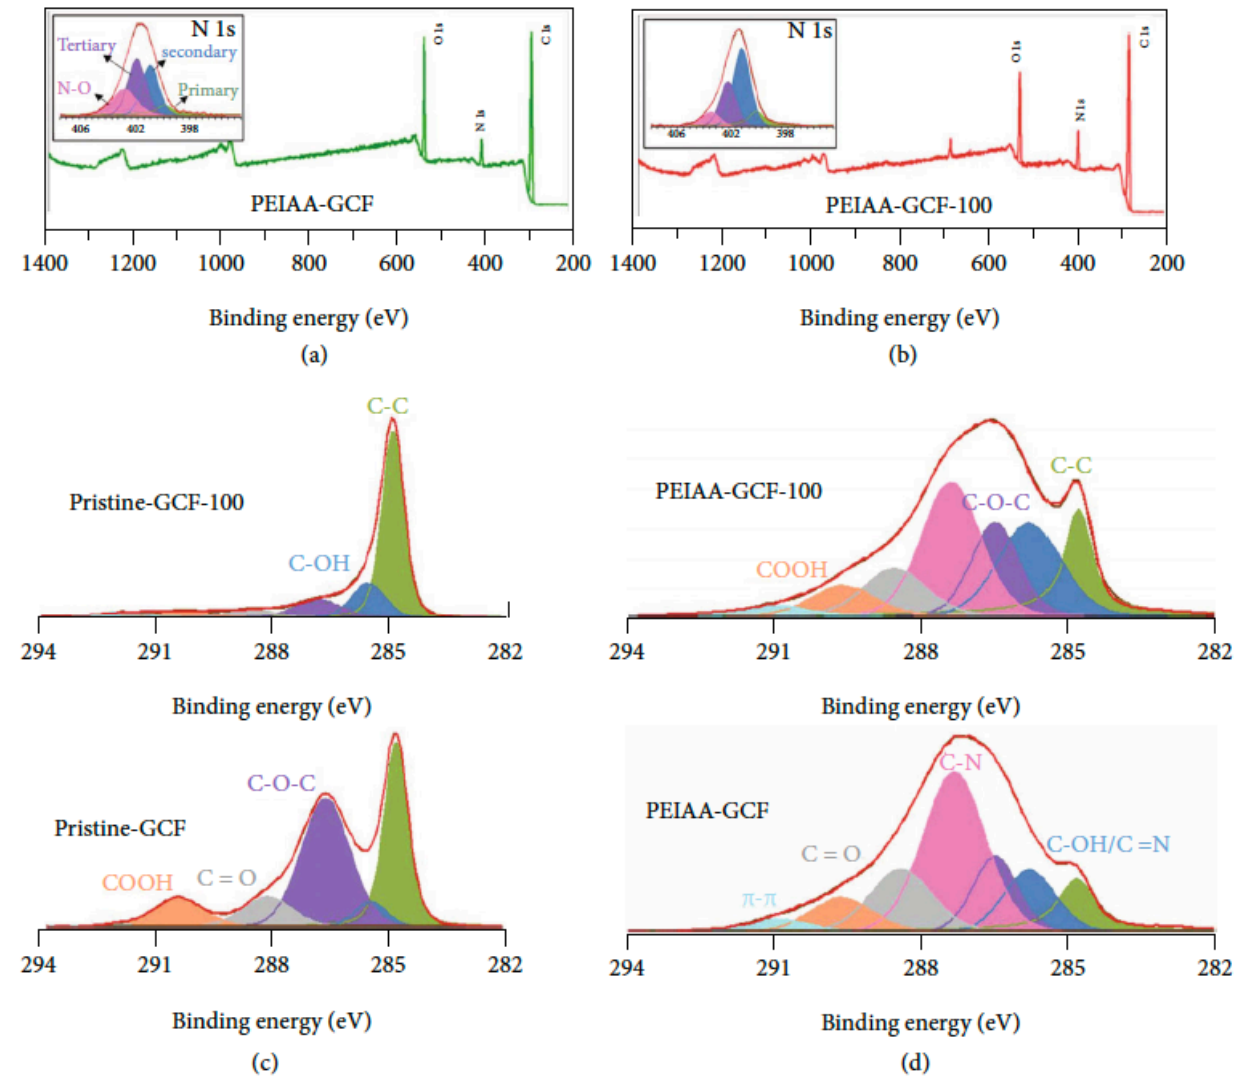 N 1s
Tertiary
secondary
N-O
Primary
406 402 398
O 1s
N 1s
C 1s
PEIAA-GCF
1400 1200 1000 800 600 400 200
Binding energy (eV)
(a)
N 1s
406 402 398
O 1s
N1s
C 1s
PEIAA-GCF-100
1400 1200 1000 800 600 400 200
Binding energy (eV)
(b)
C-C
Pristine-GCF-100
C-OH
294 291 288 285 282
Binding energy (eV)
C-O-C
Pristine-GCF
COOH
C = O
294 291 288 285 282
Binding energy (eV)
(c)
C-C
PEIAA-GCF-100
C-O-C
COOH
294 291 288 285 282
Binding energy (eV)
C-N
PEIAA-GCF
C = O
C-OH/C =N
π-π
294 291 288 285 282
Binding energy (eV)
(d)